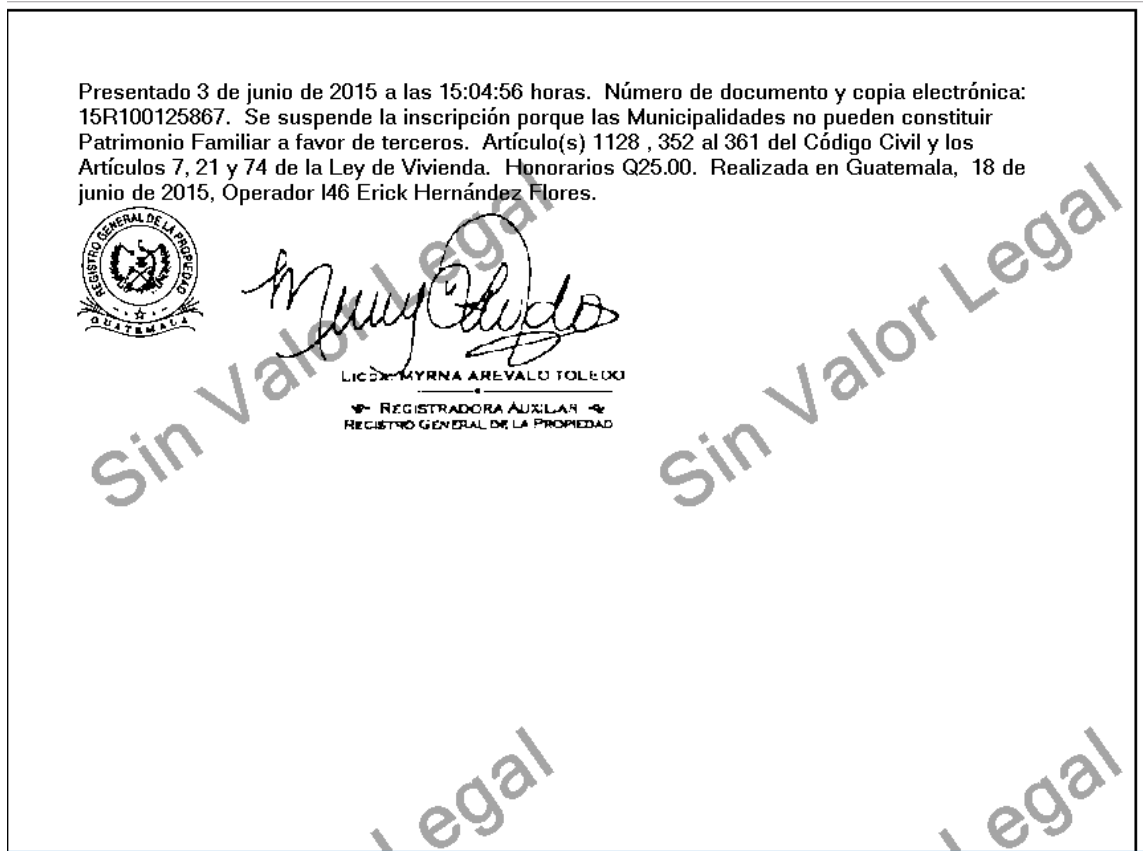 Presentado 3 de junio de 2015 a las 15:04:56 horas.  Número de documento y copia electrónica:
15R100125867.  Se suspende la inscripción porque las Municipalidades no pueden constituir
Patrimonio Familiar a favor de terceros.  Artículo(s) 1128 , 352 al 361 del Código Civil y los
Artículos 7, 21 y 74 de la Ley de Vivienda.  Honorarios Q25.00.  Realizada en Guatemala,  18 de
junio de 2015, Operador I46 Erick Hernández Flores.
REGISTRO GENERAL DE LA PROPIEDAD
GUATEMALA
MYRNA AREVALO TOLEDO
REGISTRADORA AUXILAR
REGISTRO GENERAL DE LA PROPIEDAD
Sin Valor Legal
Sin Valor Legal
Legal
Legal